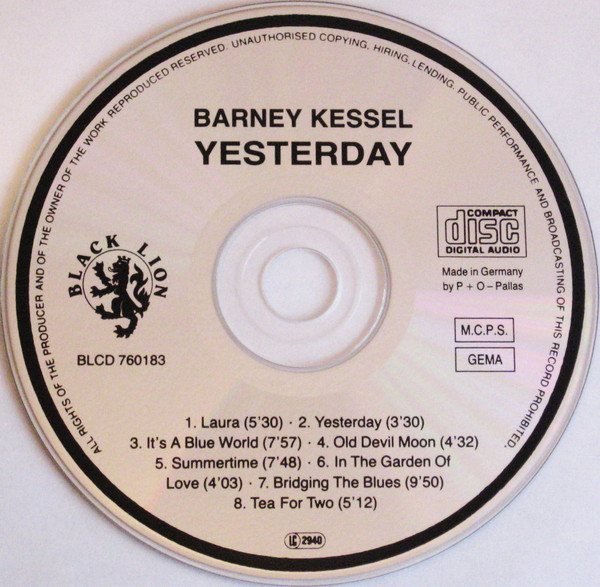 ALL RIGHTS OF THE PRODUCER AND OF THE OWNER OF THE WORK REPRODUCED RESERVED. UNAUTHORISED COPYING, HIRING, LENDING, PUBLIC PERFORMANCE AND BROADCASTING OF THIS RECORD PROHIBITED.
BARNEY KESSEL
YESTERDAY
BLACK LION
BLCD 760183
COMPACT
disc
DIGITAL AUDIO
Made in Germany
by P + O – Pallas
M.C.P.S.
GEMA
1. Laura (5'30) · 2. Yesterday (3'30)
3. It's A Blue World (7'57) · 4. Old Devil Moon (4'32)
5. Summertime (7'48) · 6. In The Garden Of
Love (4'03) · 7. Bridging The Blues (9'50)
8. Tea For Two (5'12)
LC 2940